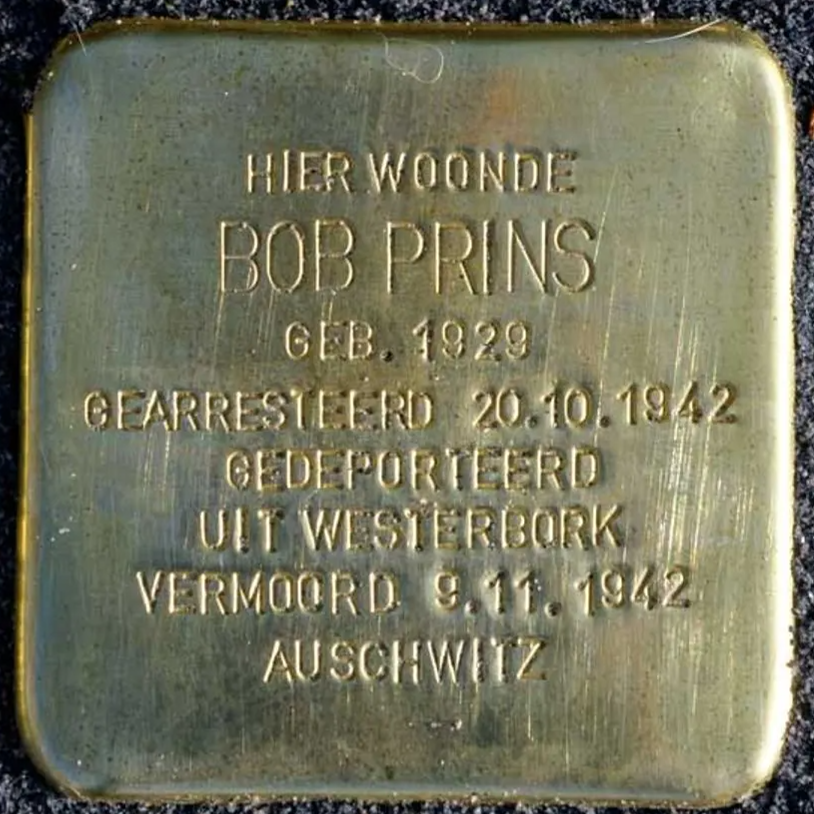 HIER WOONDE
BOB PRINS
GEB. 1929
GEARRESTEERD 20.10.1942
GEDEPORTEERD
UIT WESTERBORK
VERMOORD 9.11.1942
AUSCHWITZ